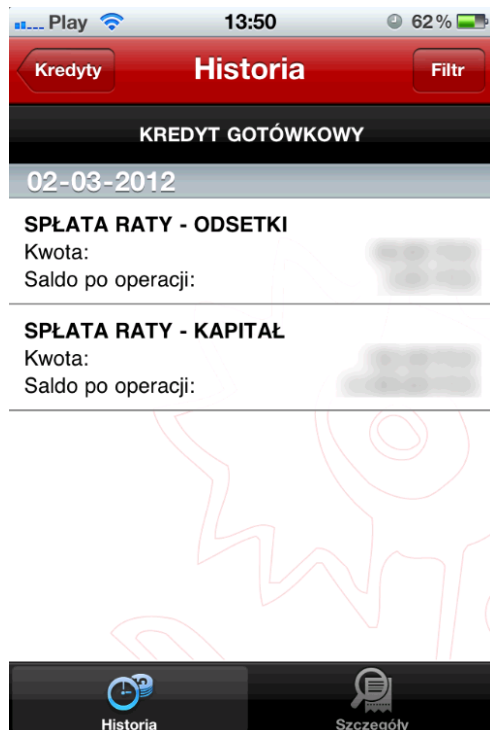 Play 13:50 62%
Kredyty Historia Filtr
KREDYT GOTÓWKOWY
02-03-2012
SPŁATA RATY - ODSETKI
Kwota:
Saldo po operacji:
SPŁATA RATY - KAPITAŁ
Kwota:
Saldo po operacji:
Historia Szczegóły